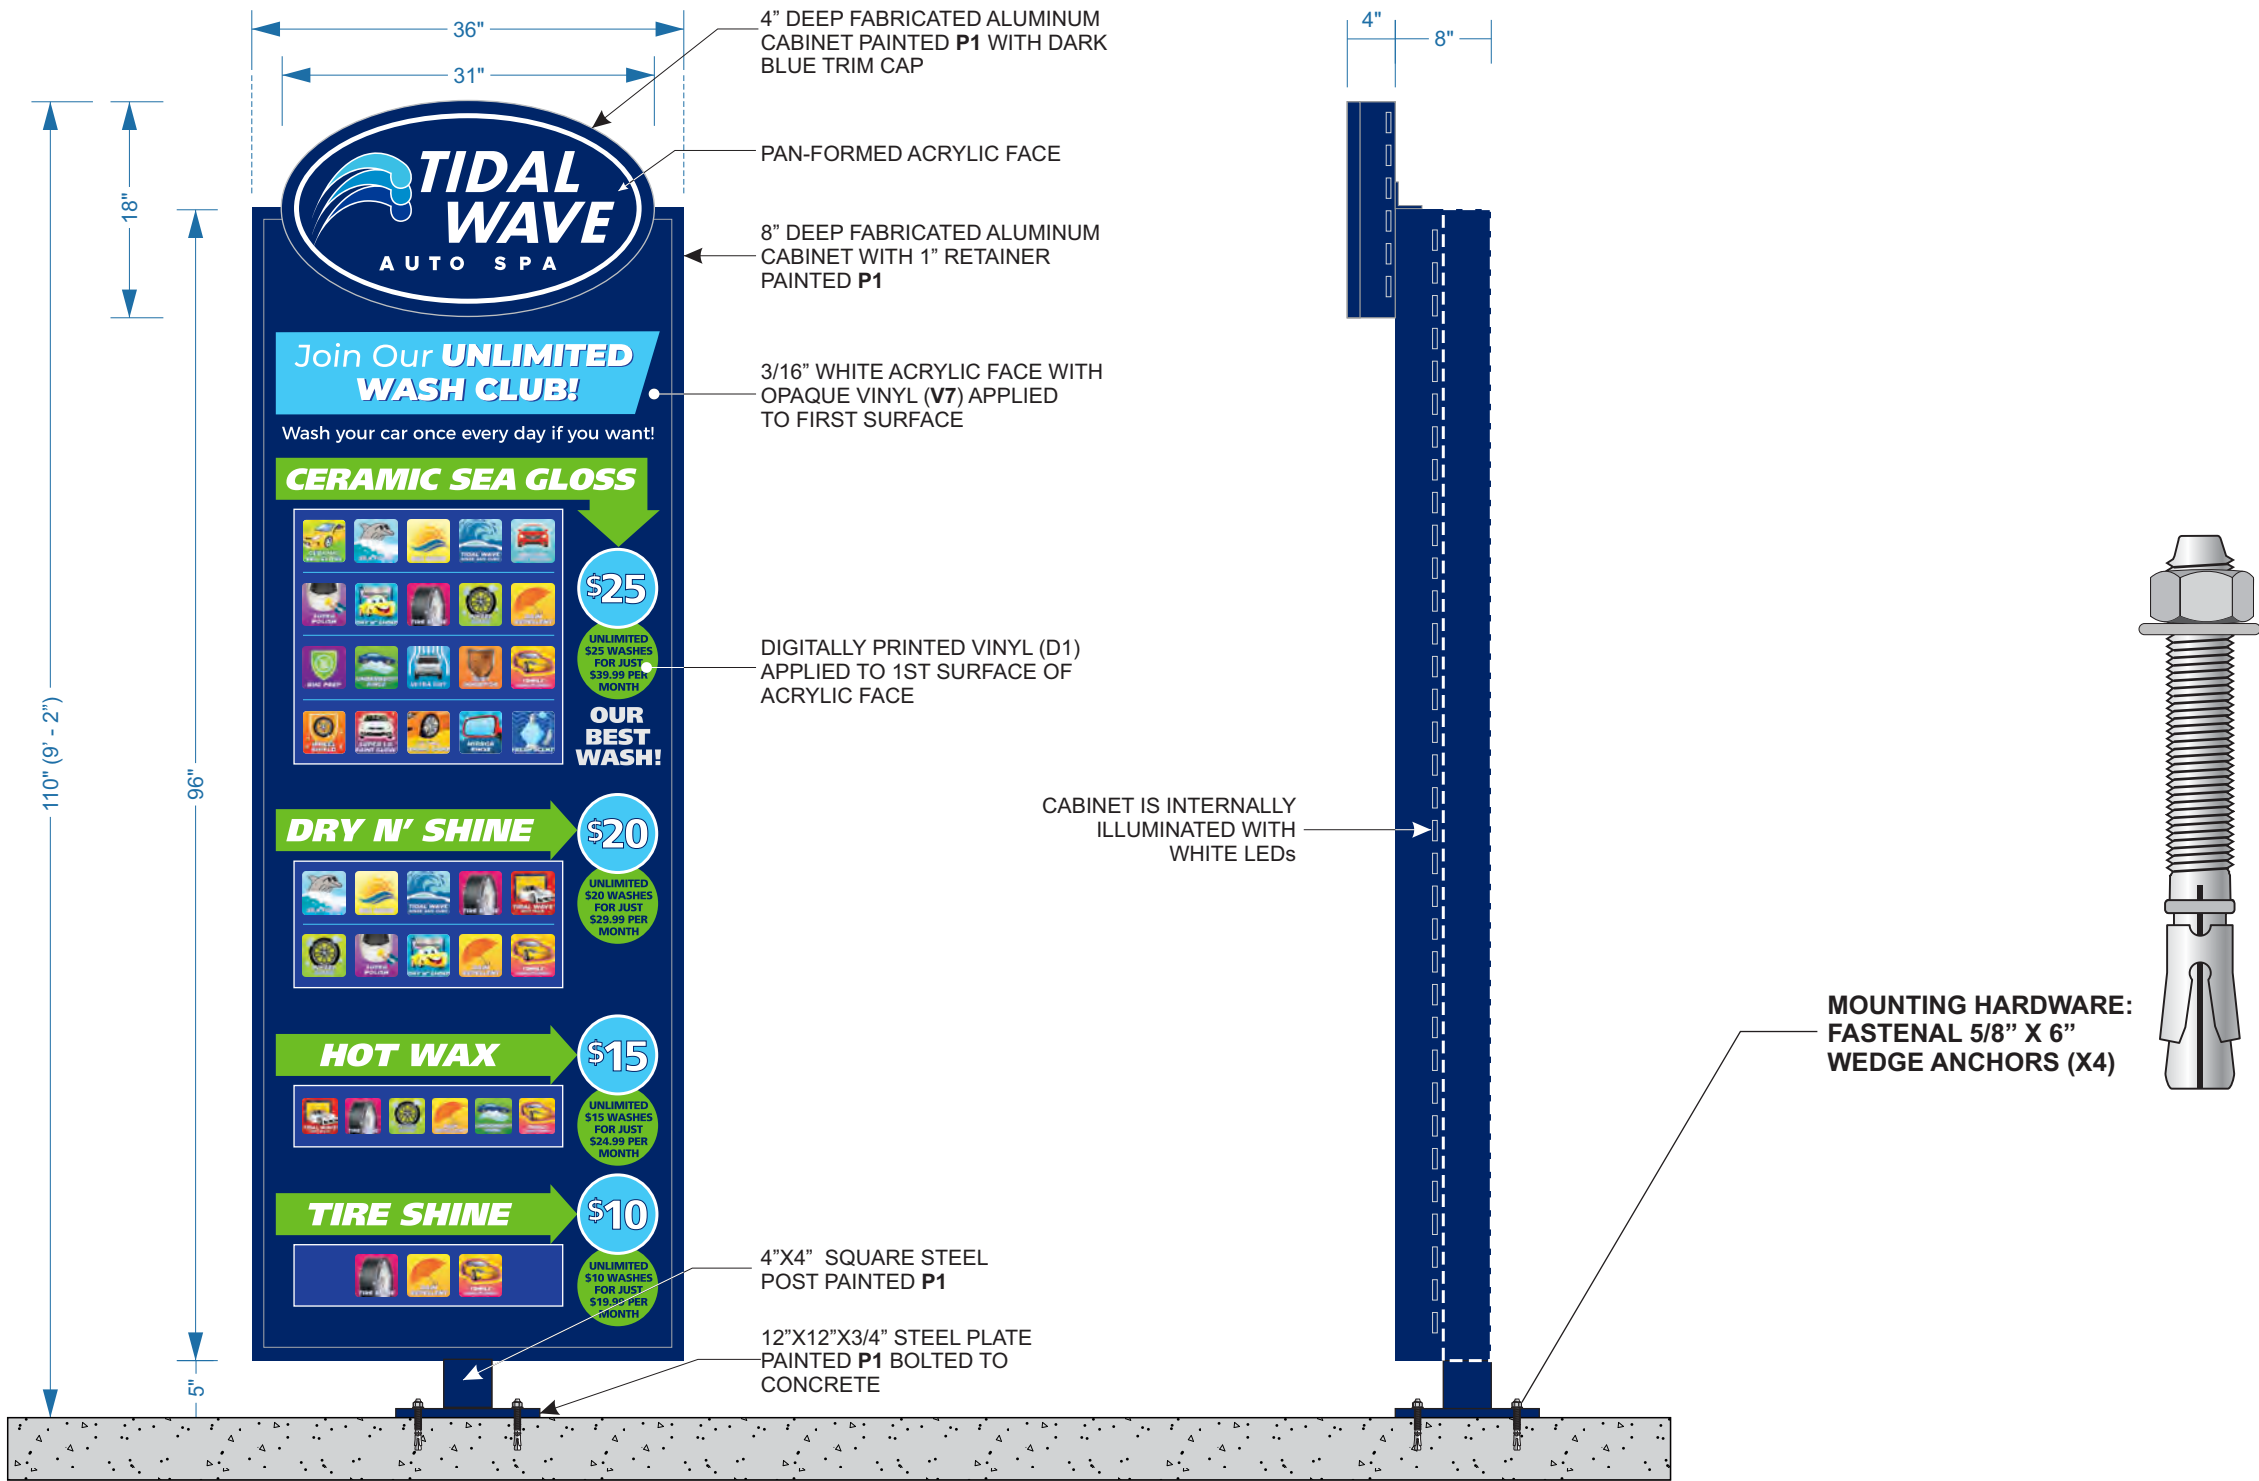 36"
31"
4” DEEP FABRICATED ALUMINUM
CABINET PAINTED P1 WITH DARK
BLUE TRIM CAP
4"
8"
PAN-FORMED ACRYLIC FACE
18"
TIDAL
WAVE
AUTO SPA
8” DEEP FABRICATED ALUMINUM
CABINET WITH 1” RETAINER
PAINTED P1
Join Our UNLIMITED
WASH CLUB!
3/16” WHITE ACRYLIC FACE WITH
OPAQUE VINYL (V7) APPLIED
TO FIRST SURFACE
Wash your car once every day if you want!
CERAMIC SEA GLOSS
$25
UNLIMITED
$25 WASHES
FOR JUST
$39.99 PER
MONTH
OUR
BEST
WASH!
DIGITALLY PRINTED VINYL (D1)
APPLIED TO 1ST SURFACE OF
ACRYLIC FACE
110" (9’ - 2”)
96"
CABINET IS INTERNALLY
ILLUMINATED WITH
WHITE LEDs
DRY N’ SHINE
$20
UNLIMITED
$20 WASHES
FOR JUST
$29.99 PER
MONTH
MOUNTING HARDWARE:
FASTENAL 5/8” X 6”
WEDGE ANCHORS (X4)
HOT WAX
$15
UNLIMITED
$15 WASHES
FOR JUST
$24.99 PER
MONTH
TIRE SHINE
$10
UNLIMITED
$10 WASHES
FOR JUST
$19.99 PER
MONTH
4”X4” SQUARE STEEL
POST PAINTED P1
12”X12”X3/4” STEEL PLATE
PAINTED P1 BOLTED TO
CONCRETE
5"